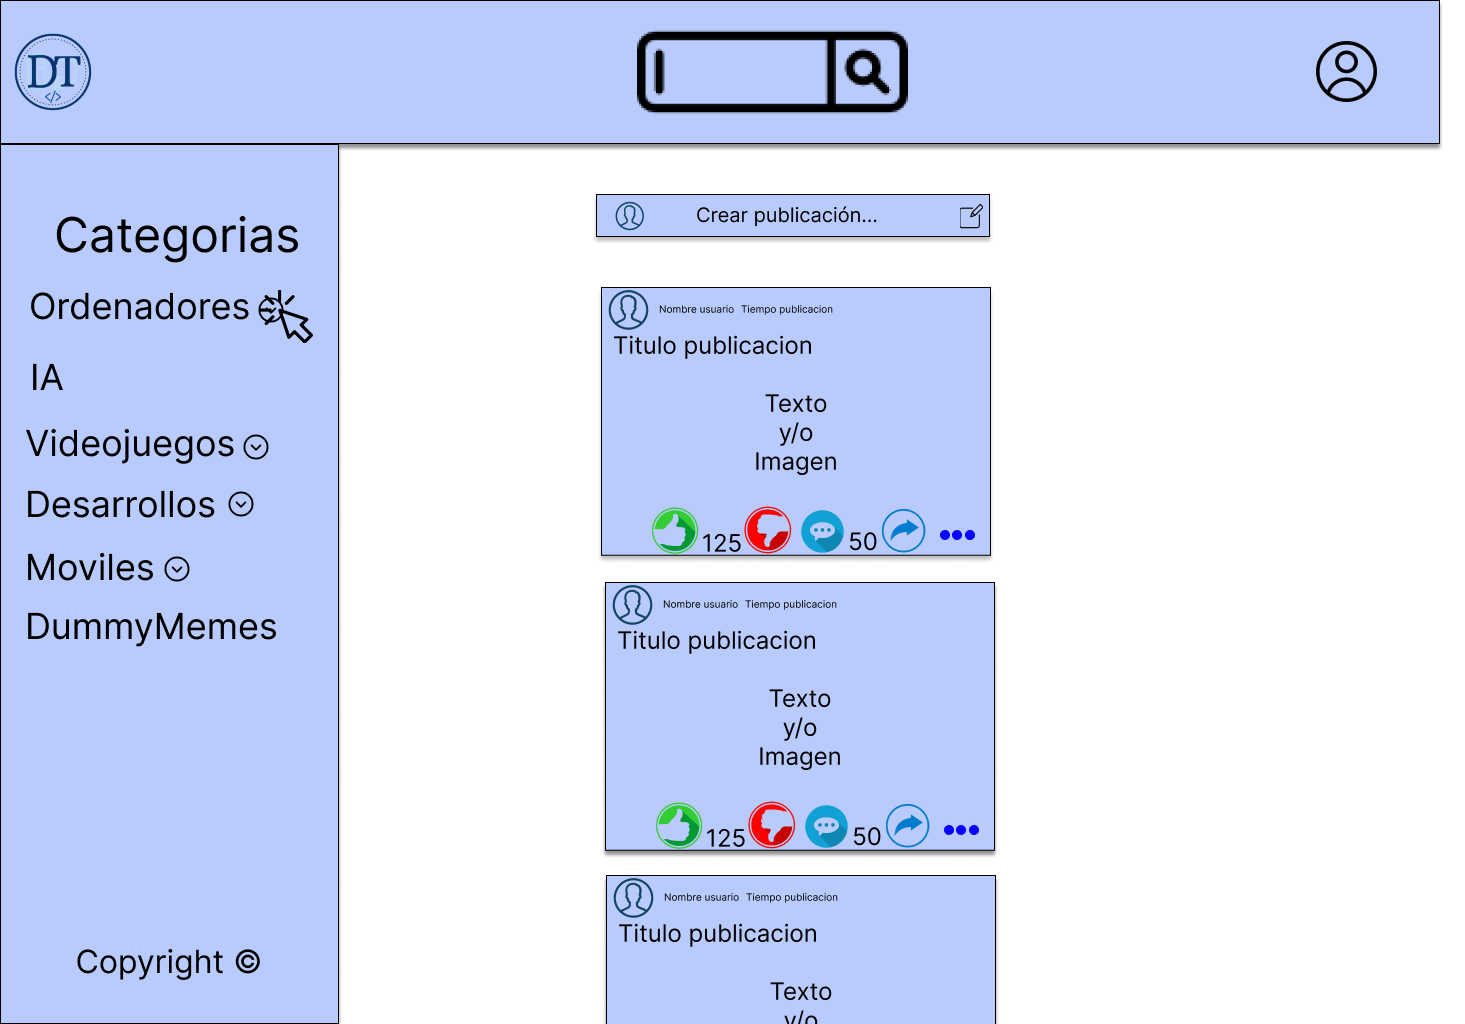 DT
</>
Categorias
Ordenadores
IA
Videojuegos
Desarrollos
Moviles
DummyMemes
Copyright ©
Crear publicación...
Nombre usuario Tiempo publicacion
Titulo publicacion
Texto
y/o
Imagen
125 50
Nombre usuario Tiempo publicacion
Titulo publicacion
Texto
y/o
Imagen
125 50
Nombre usuario Tiempo publicacion
Titulo publicacion
Texto
y/o